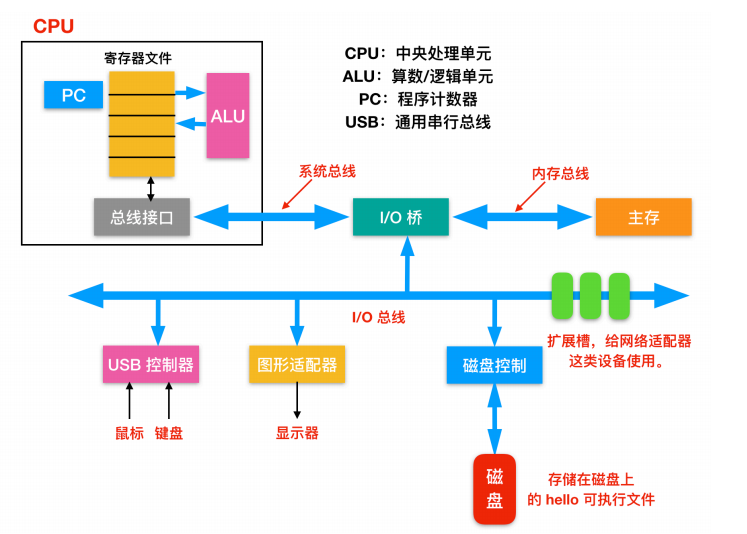 CPU
寄存器文件
PC
ALU
CPU：中央处理单元
ALU：算数/逻辑单元
PC：程序计数器
USB：通用串行总线
系统总线
内存总线
总线接口
I/O 桥
主存
I/O 总线
扩展槽，给网络适配器
这类设备使用。
USB 控制器
图形适配器
磁盘控制
鼠标
键盘
显示器
磁
盘
存储在磁盘上
的 hello 可执行文件